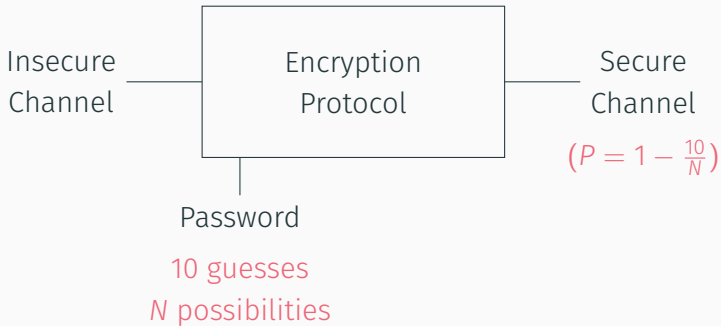 Insecure
Channel
Encryption
Protocol
Secure
Channel
(P = 1 − 10/N)
Password
10 guesses
N possibilities